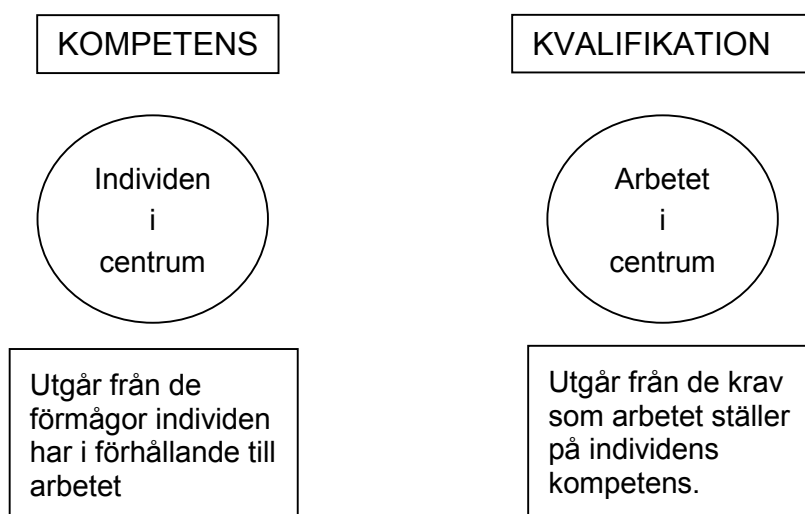 KOMPETENS
Individen
i
centrum
Utgår från de
förmågor individen
har i förhållande till
arbetet
KVALIFIKATION
Arbetet
i
centrum
Utgår från de krav
som arbetet ställer
på individens
kompetens.